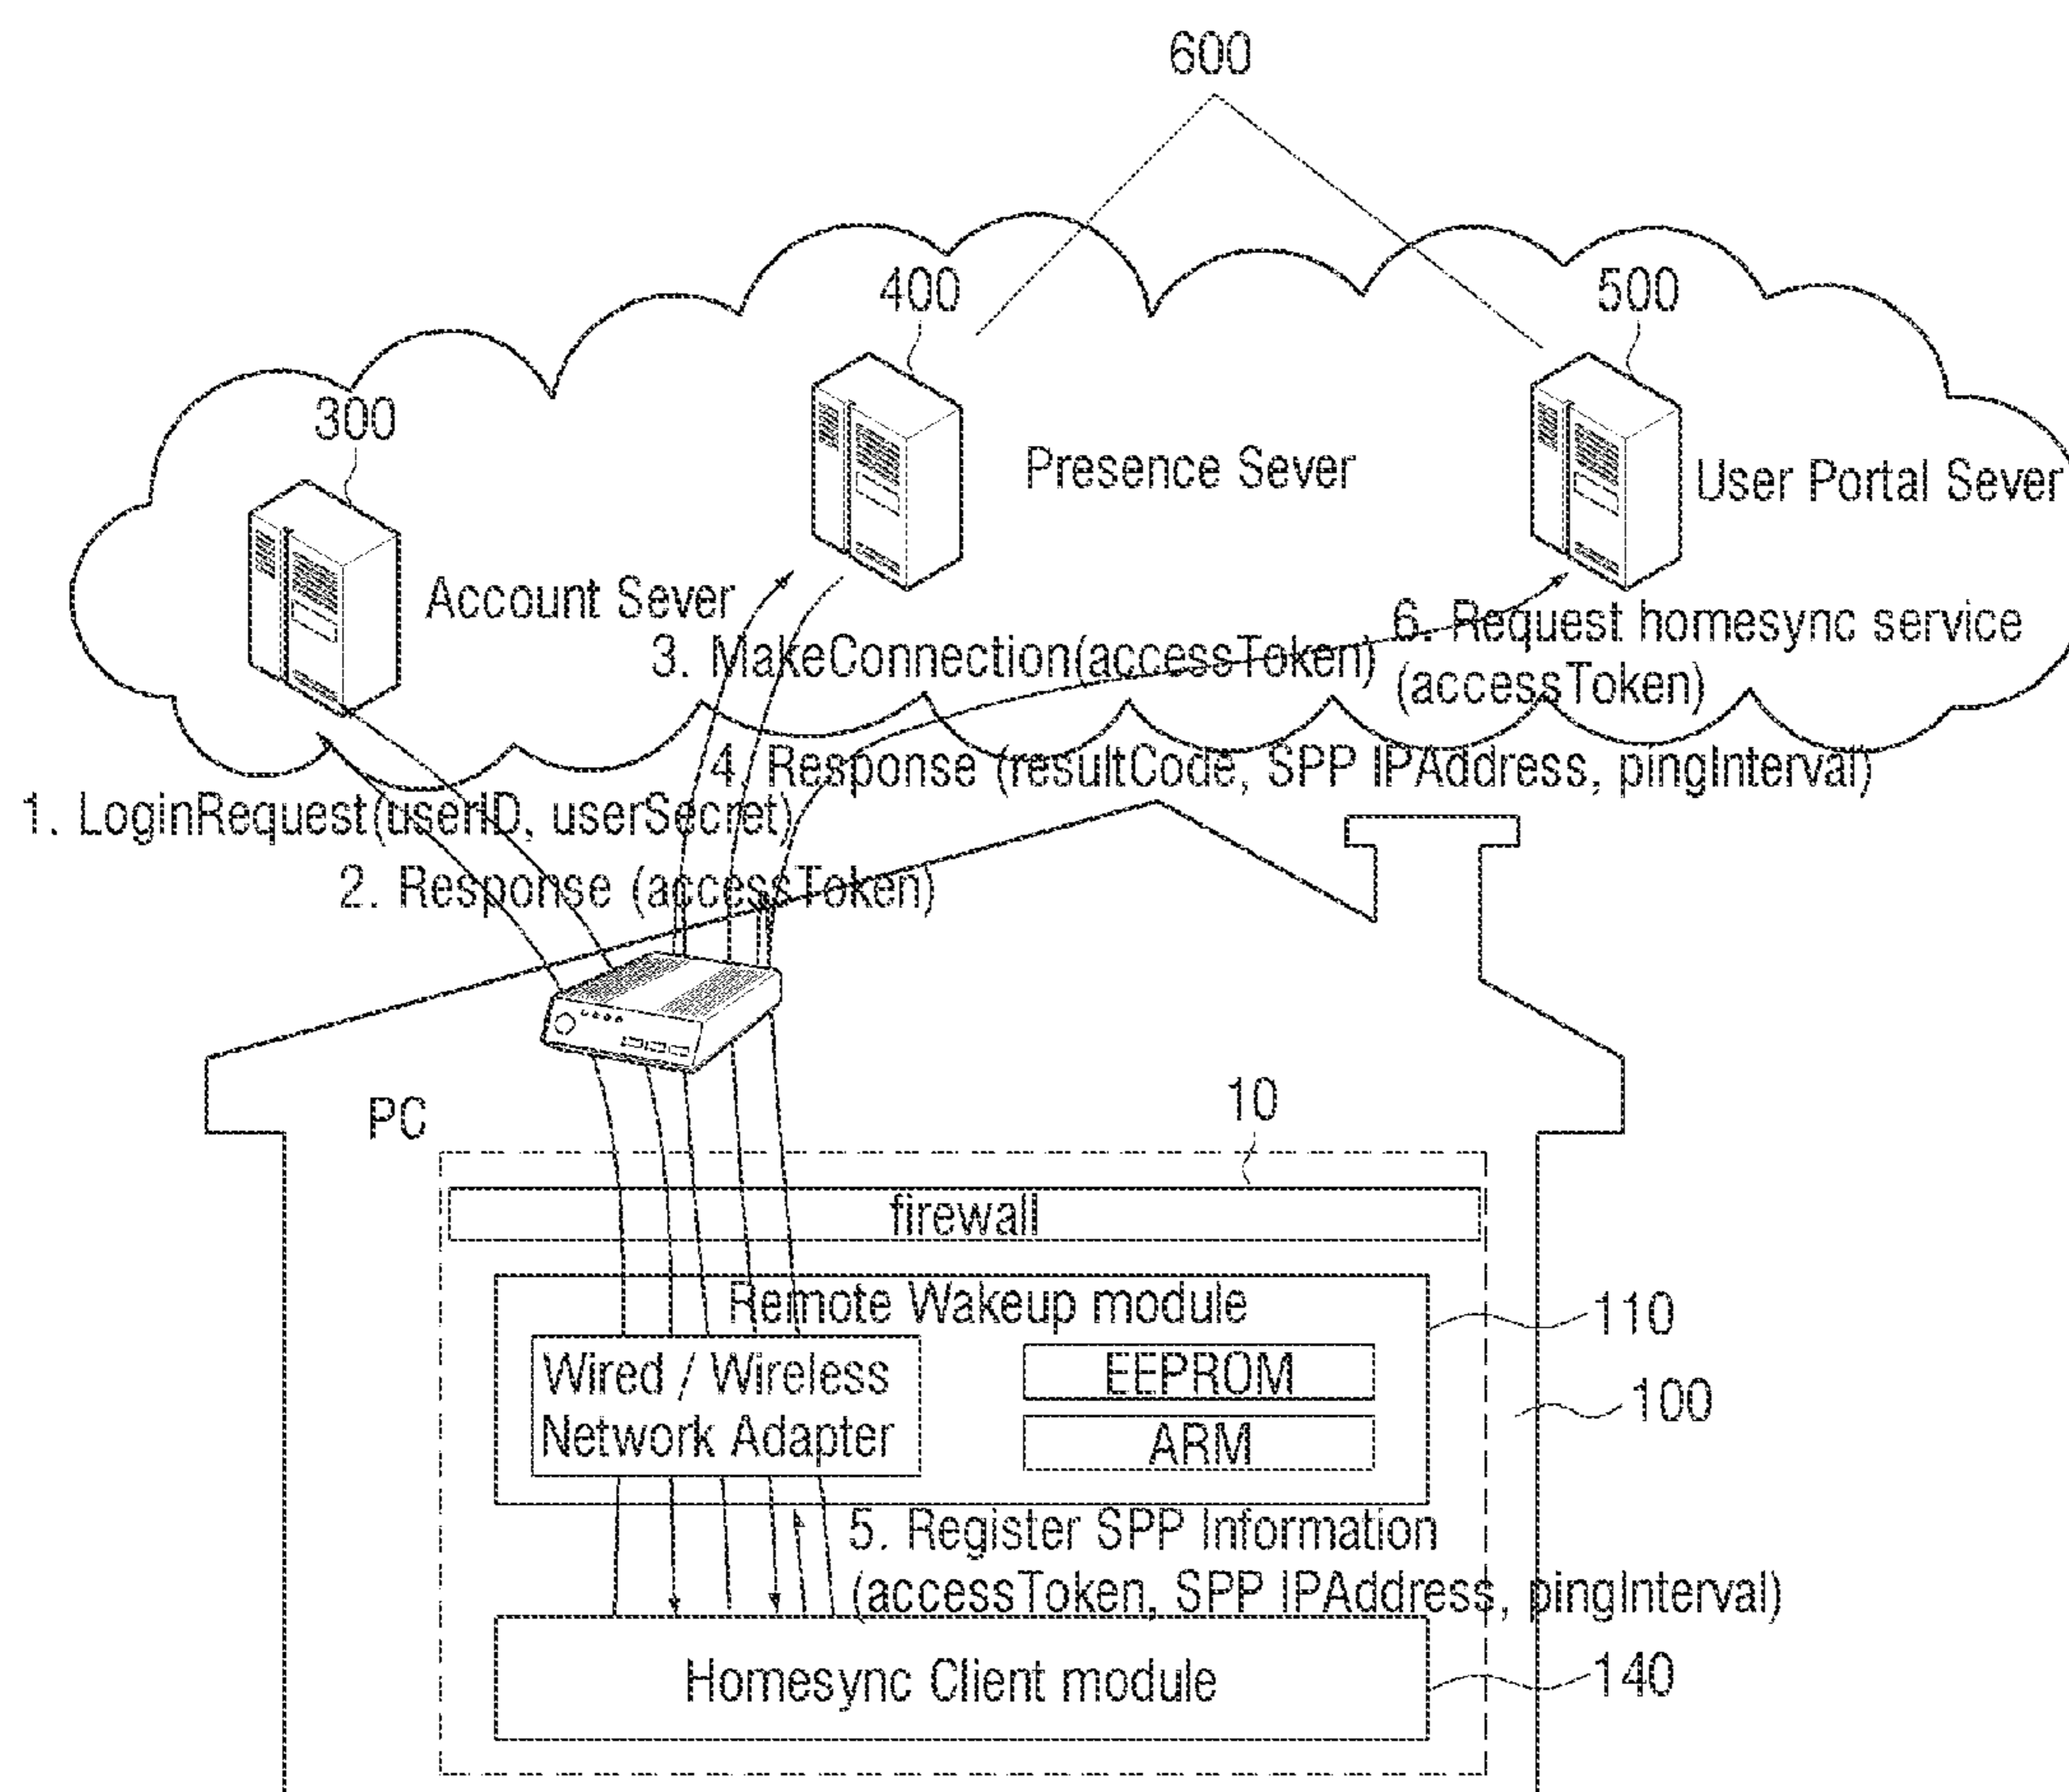 600
400
500
300
Presence Sever
User Portal Sever
Account Sever
3. MakeConnection(accessToken)
6. Request homesync service
(accessToken)
4. Response (resultCode, SPP IPAddress, pingInterval)
1. LoginRequest(userID, userSecret)
2. Response (accessToken)
PC
10
firewall
Remote Wakeup module
110
Wired / Wireless
Network Adapter
EEPROM
ARM
100
5. Register SPP Information
(accessToken, SPP IPAddress, pingInterval)
Homesync Client module
140